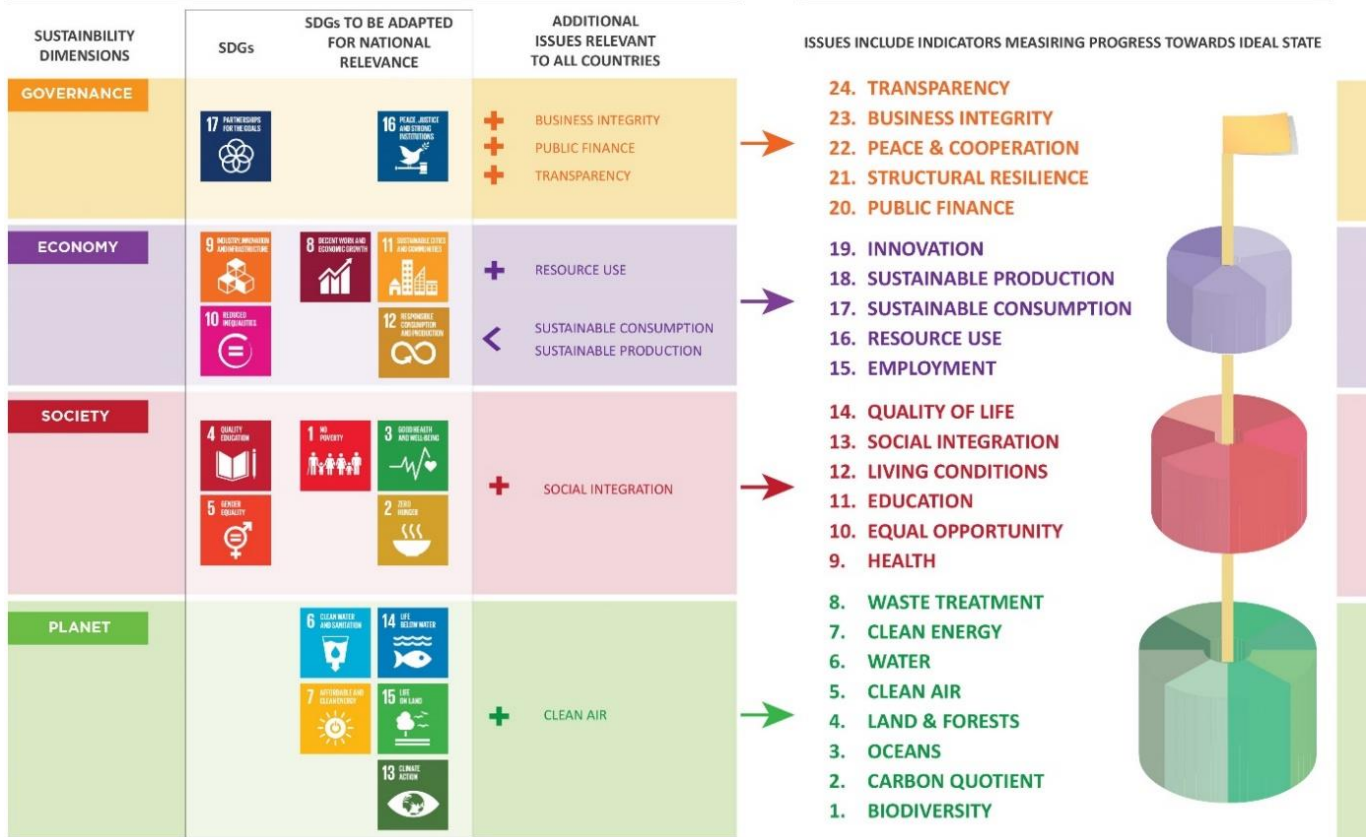 SUSTAINBILITY
DIMENSIONS
SDGs
SDGs TO BE ADAPTED
FOR NATIONAL
RELEVANCE
ADDITIONAL
ISSUES RELEVANT
TO ALL COUNTRIES
ISSUES INCLUDE INDICATORS MEASIRING PROGRESS TOWARDS IDEAL STATE
GOVERNANCE
17 PARTNERSHIPS
FOR THE GOALS
16 PEACE, JUSTICE
AND STRONG
INSTITUTIONS
+ BUSINESS INTEGRITY
+ PUBLIC FINANCE
+ TRANSPARENCY
24. TRANSPARENCY
23. BUSINESS INTEGRITY
22. PEACE & COOPERATION
21. STRUCTURAL RESILIENCE
20. PUBLIC FINANCE
ECONOMY
9 INDUSTRY, INNOVATION
AND INFRASTRUCTURE
8 DECENT WORK AND
ECONOMIC GROWTH
11 SUSTAINABLE CITIES
AND COMMUNITIES
10 REDUCED
INEQUALITIES
12 RESPONSIBLE
CONSUMPTION
AND PRODUCTION
+ RESOURCE USE
< SUSTAINABLE CONSUMPTION
SUSTAINABLE PRODUCTION
19. INNOVATION
18. SUSTAINABLE PRODUCTION
17. SUSTAINABLE CONSUMPTION
16. RESOURCE USE
15. EMPLOYMENT
SOCIETY
4 QUALITY
EDUCATION
1 NO
POVERTY
3 GOOD HEALTH
AND WELL-BEING
5 GENDER
EQUALITY
2 ZERO
HUNGER
+ SOCIAL INTEGRATION
14. QUALITY OF LIFE
13. SOCIAL INTEGRATION
12. LIVING CONDITIONS
11. EDUCATION
10. EQUAL OPPORTUNITY
9. HEALTH
PLANET
6 CLEAN WATER
AND SANITATION
14 LIFE
BELOW WATER
7 AFFORDABLE AND
CLEAN ENERGY
15 LIFE
ON LAND
13 CLIMATE
ACTION
+ CLEAN AIR
8. WASTE TREATMENT
7. CLEAN ENERGY
6. WATER
5. CLEAN AIR
4. LAND & FORESTS
3. OCEANS
2. CARBON QUOTIENT
1. BIODIVERSITY